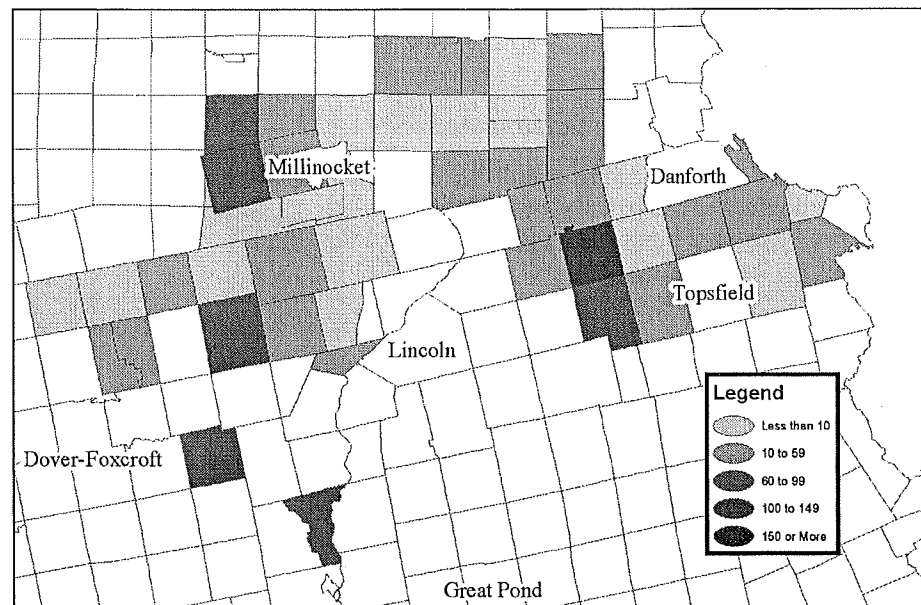 Millinocket
Danforth
Topsfield
Lincoln
Dover-Foxcroft
Great Pond
Legend
Less than 10
10 to 59
60 to 99
100 to 149
150 or More